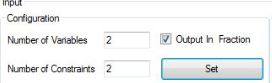 Input
Configuration
Number of Variables 2 Output In Fraction
Number of Constraints 2 Set